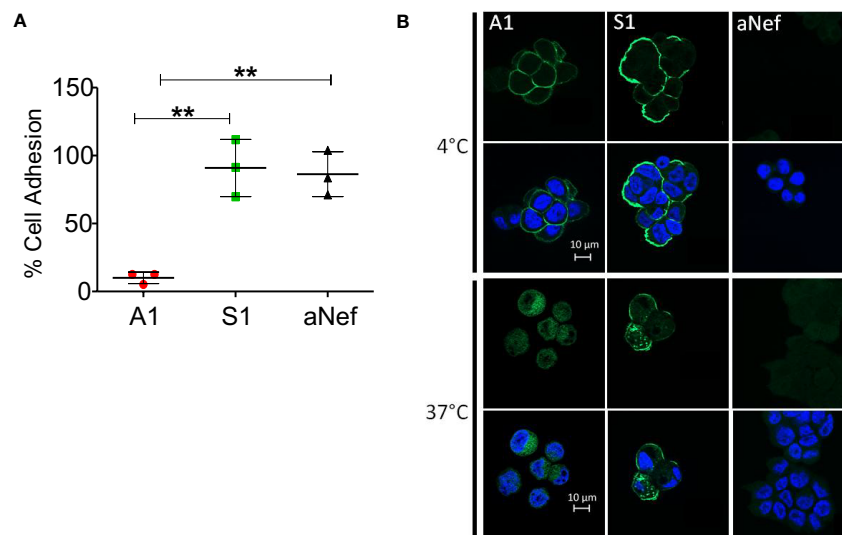 A
B
**
**
% Cell Adhesion
150
100
50
0
A1 S1 aNef
A1 S1 aNef
4°C
10 µm
37°C
10 µm